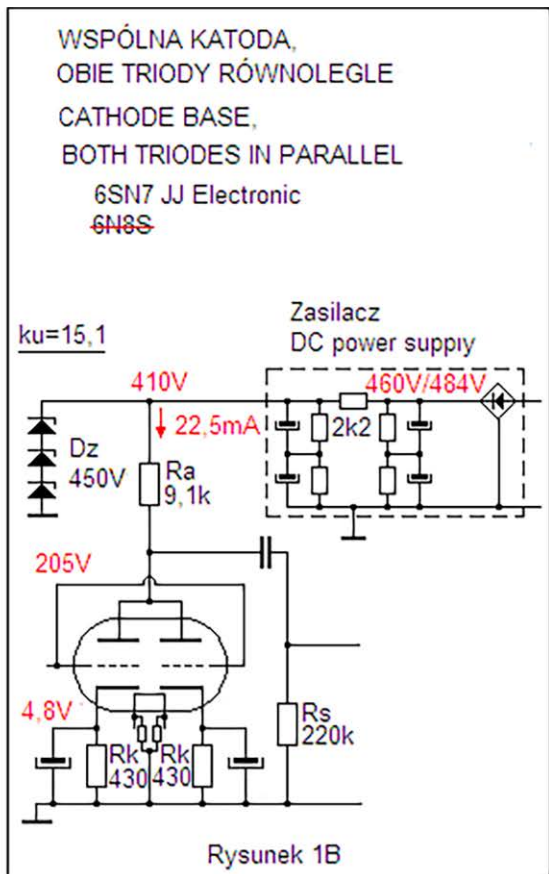 WSPÓLNA KATODA,
OBIE TRIODY RÓWNOLEGLE
CATHODE BASE,
BOTH TRIODES IN PARALLEL
6SN7 JJ Electronic
6N8S
ku=15,1
Zasilacz
DC power supply
410V
460V/484V
22,5mA
2k2
Dz
450V
Ra
9,1k
205V
4,8V
Rk
430
Rk
430
Rs
220k
Rysunek 1B